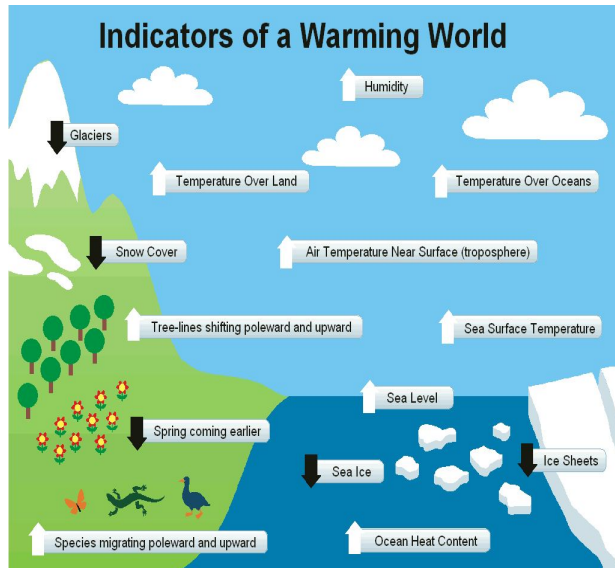 Indicators of a Warming World
Humidity
Glaciers
Temperature Over Land
Temperature Over Oceans
Snow Cover
Air Temperature Near Surface (troposphere)
Tree-lines shifting poleward and upward
Sea Surface Temperature
Sea Level
Spring coming earlier
Sea Ice
Ice Sheets
Species migrating poleward and upward
Ocean Heat Content